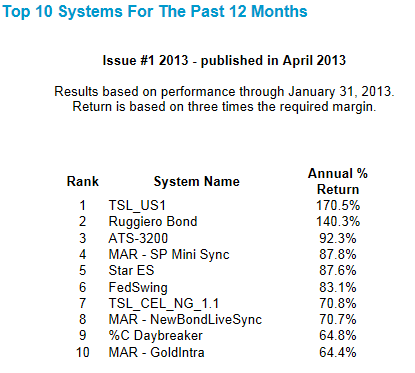 Top 10 Systems For The Past 12 Months
Issue #1 2013 - published in April 2013
Results based on performance through January 31, 2013.
Return is based on three times the required margin.
Rank System Name Annual % Return
1 TSL_US1 170.5%
2 Ruggiero Bond 140.3%
3 ATS-3200 92.3%
4 MAR - SP Mini Sync 87.8%
5 Star ES 87.6%
6 FedSwing 83.1%
7 TSL_CEL_NG_1.1 70.8%
8 MAR - NewBondLiveSync 70.7%
9 %C Daybreaker 64.8%
10 MAR - GoldIntra 64.4%